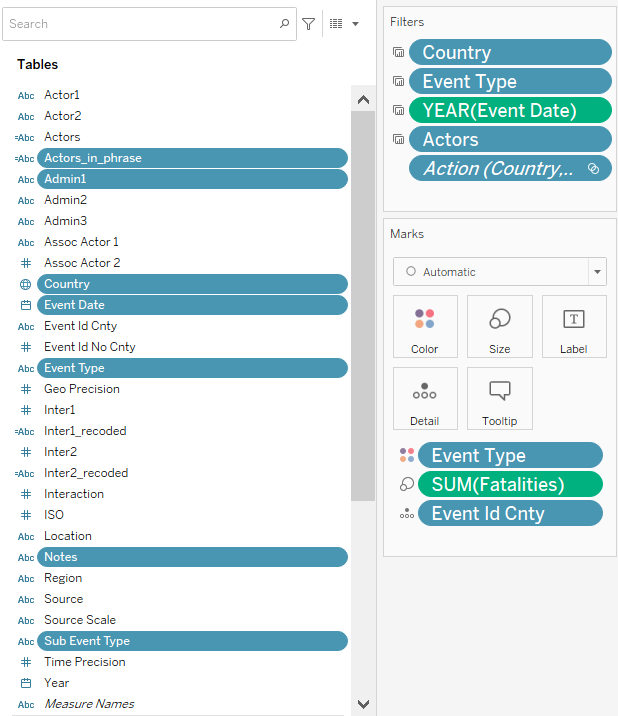 Search
Tables
Abc Actor1
Abc Actor2
=Abc Actors
=Abc Actors_in_phrase
Abc Admin1
Abc Admin2
Abc Admin3
Abc Assoc Actor 1
# Assoc Actor 2
Country
Event Date
Abc Event Id Cnty
# Event Id No Cnty
Abc Event Type
# Geo Precision
# Inter1
=Abc Inter1_recoded
# Inter2
=Abc Inter2_recoded
# Interaction
# ISO
Abc Location
Abc Notes
Abc Region
Abc Source
Abc Source Scale
Abc Sub Event Type
# Time Precision
Year
Abc Measure Names
Filters
Country
Event Type
YEAR(Event Date)
Actors
Action (Country,..
Marks
Automatic
Color Size T Label
Detail Tooltip
Event Type
SUM(Fatalities)
Event Id Cnty